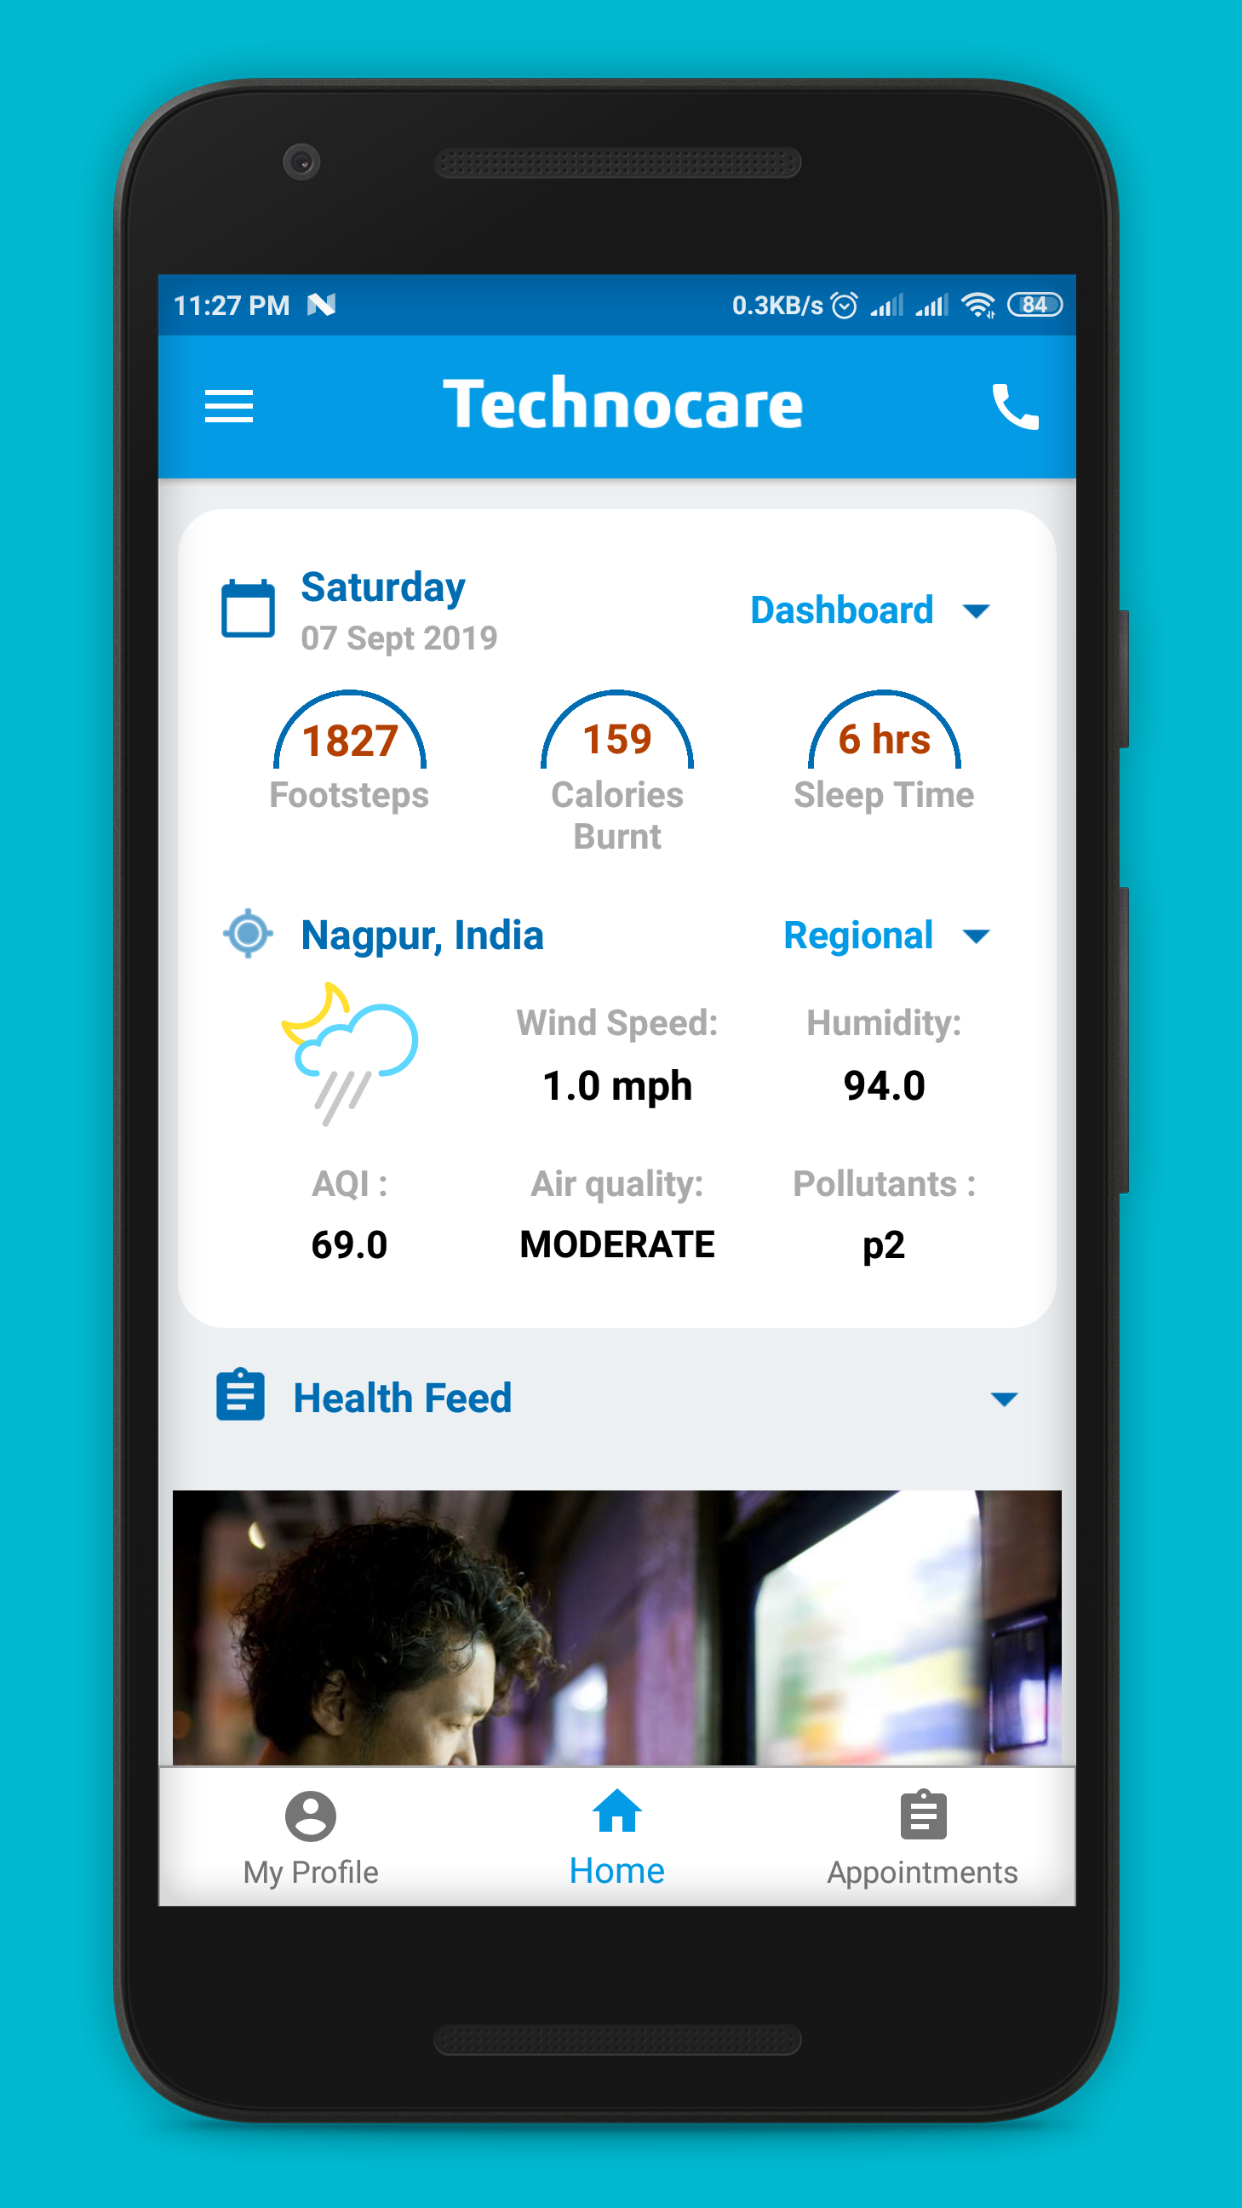 11:27 PM
0.3KB/s
84
Technocare
Saturday
07 Sept 2019
Dashboard
1827
Footsteps
159
Calories
Burnt
6 hrs
Sleep Time
Nagpur, India
Regional
Wind Speed:
1.0 mph
Humidity:
94.0
AQI :
69.0
Air quality:
MODERATE
Pollutants :
p2
Health Feed
My Profile
Home
Appointments